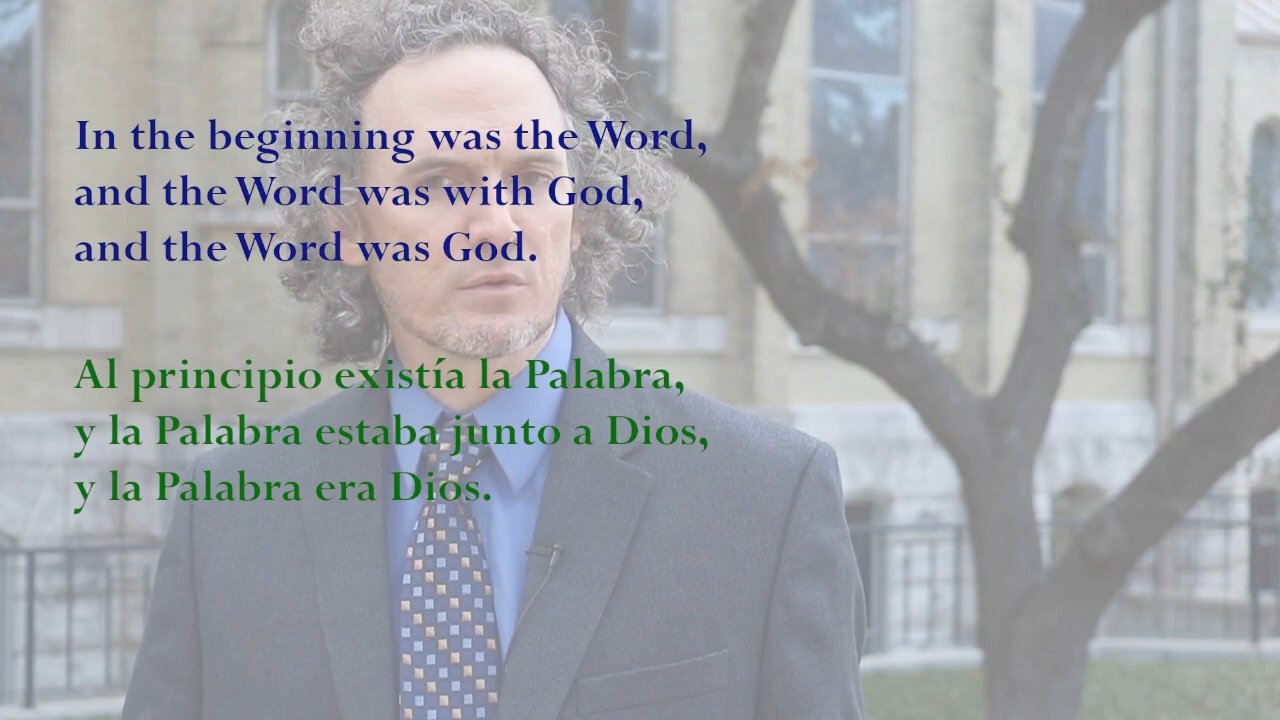 In the beginning was the Word,
and the Word was with God,
and the Word was God.
Al principio existía la Palabra,
y la Palabra estaba junto a Dios,
y la Palabra era Dios.